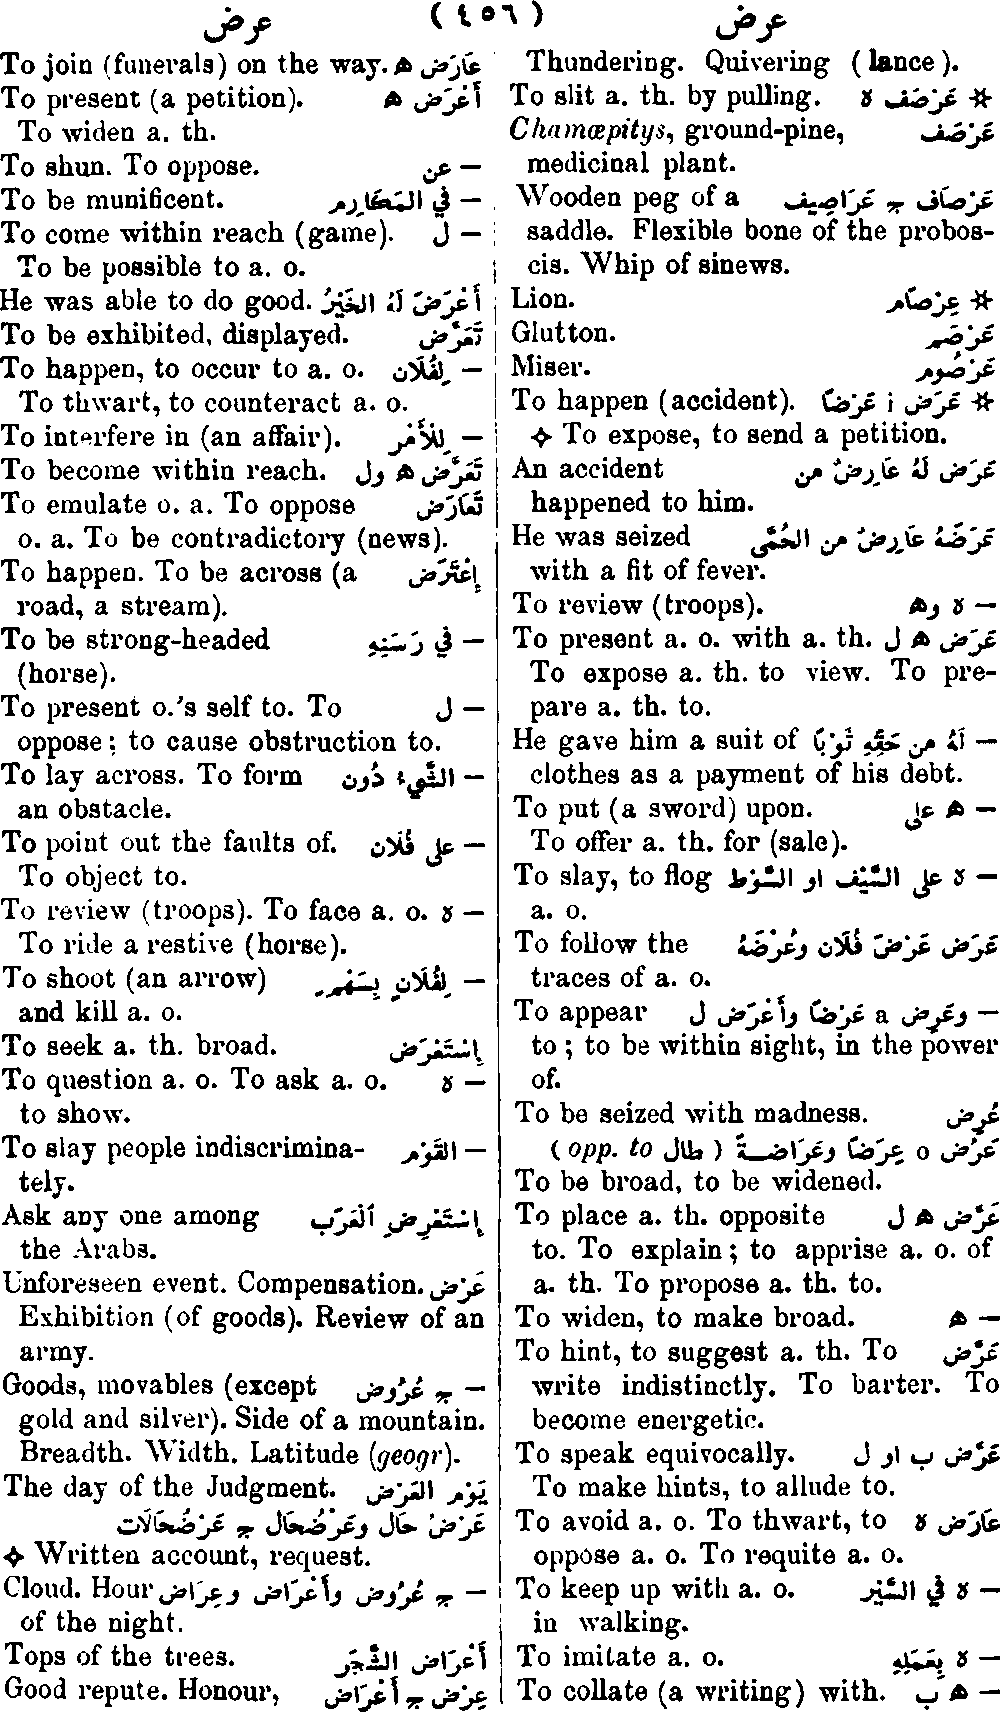 عرض (٤٥٦) عرض
Thundering. Quivering (lance).
To slit a. th. by pulling. ✻ عَرْصَف ه
Chamæpitys, ground-pine, عَرْصَف
medicinal plant.
Wooden peg of a عَرْصَاف ج عَرَاصِيف
saddle. Flexible bone of the probos-
cis. Whip of sinews.
Lion. ✻ عِرْصَام
Glutton. عَرْصَم
Miser. عَرْصُوم
To happen (accident). ✻ عَرَض i عَرْضًا
✧ To expose, to send a petition.
An accident عَرَض لَهُ عَارِضٌ من
happened to him.
He was seized عَرَضَهُ عَارِضٌ من الحُمَّى
with a fit of fever.
To review (troops). — ه وه
To present a. o. with a. th. عَرَض ه ل
To expose a. th. to view. To pre-
pare a. th. to.
He gave him a suit of — لَهُ من حَقِّهِ ثَوْبًا
clothes as a payment of his debt.
To put (a sword) upon. — ه على
To offer a. th. for (sale).
To slay, to flog — ه على السَّيْف او السَّوْط
a. o.
To follow the عَرَض عَرْضَ فُلَان وعُرْضَهُ
traces of a. o.
To appear — وعَرِض a عَرَضًا وأَعْرَض ل
to ; to be within sight, in the power
of.
To be seized with madness. عُرِض
عَرُض o عِرَضًا وعَرَاضَةً ( opp. to طال )
To be broad, to be widened.
To place a. th. opposite عَرَّض ه ل
to. To explain ; to apprise a. o. of
a. th. To propose a. th. to.
To widen, to make broad. — ه
To hint, to suggest a. th. To عَرَّض
write indistinctly. To barter. To
become energetic.
To speak equivocally. عَرَّض ب او ل
To make hints, to allude to.
To avoid a. o. To thwart, to عَارَض ه
oppose a. o. To requite a. o.
To keep up with a. o. — ه في السَّيْر
in walking.
To imitate a. o. — ه بِعَمَلِهِ
To collate (a writing) with. — ه ب
To join (funerals) on the way. عَارَض ه
To present (a petition). أَعْرَض ه
To widen a. th.
To shun. To oppose. — عن
To be munificent. — في المَكَارِم
To come within reach (game). — ل
To be possible to a. o.
He was able to do good. أَعْرَضَ لَهُ الخَيْرُ
To be exhibited, displayed. تَعَرَّض
To happen, to occur to a. o. — لِفُلَان
To thwart, to counteract a. o.
To interfere in (an affair). — لِلأَمْر
To become within reach. تَعَرَّض ه ول
To emulate o. a. To oppose تَعَارَض
o. a. To be contradictory (news).
To happen. To be across (a إِعْتَرَض
road, a stream).
To be strong-headed — في رَسَنِهِ
(horse).
To present o.'s self to. To — ل
oppose ; to cause obstruction to.
To lay across. To form — الشَّيء دُون
an obstacle.
To point out the faults of. — على فُلَان
To object to.
To review (troops). To face a. o. — ه
To ride a restive (horse).
To shoot (an arrow) — لِفُلَانٍ بِسَهْمٍ
and kill a. o.
To seek a. th. broad. إِسْتَعْرَض
To question a. o. To ask a. o. — ه
to show.
To slay people indiscrimina- — القَوْم
tely.
Ask any one among إِسْتَعْرِضِ ٱلْعَرَب
the Arabs.
Unforeseen event. Compensation. عَرْض
Exhibition (of goods). Review of an
army.
Goods, movables (except — ج عُرُوض
gold and silver). Side of a mountain.
Breadth. Width. Latitude (geogr).
The day of the Judgment. يَوْم العَرْض
عَرْضُ حَال وعَرْضُحَال ج عَرْضُحَالَات
✧ Written account, request.
Cloud. Hour — ج عُرُوض وأَعْرَاض وعِرَاض
of the night.
Tops of the trees. أَعْرَاض الشَّجَر
Good repute. Honour, عِرْض ج أَعْرَاض